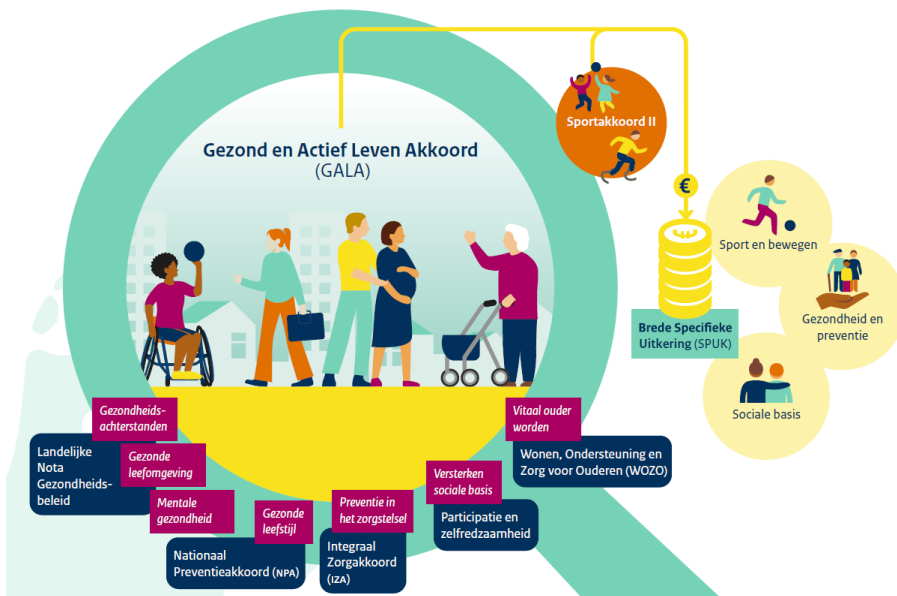 Gezond en Actief Leven Akkoord
(GALA)
Sportakkoord II
€
Sport en bewegen
Gezondheid en
preventie
Brede Specifieke
Uitkering (SPUK)
Sociale basis
Gezondheids-
achterstanden
Landelijke
Nota
Gezondheids-
beleid
Gezonde
leefomgeving
Mentale
gezondheid
Gezonde
leefstijl
Nationaal
Preventieakkoord (NPA)
Preventie in
het zorgstelsel
Integraal
Zorgakkoord
(IZA)
Versterken
sociale basis
Participatie en
zelfredzaamheid
Vitaal ouder
worden
Wonen, Ondersteuning en
Zorg voor Ouderen (WOZO)